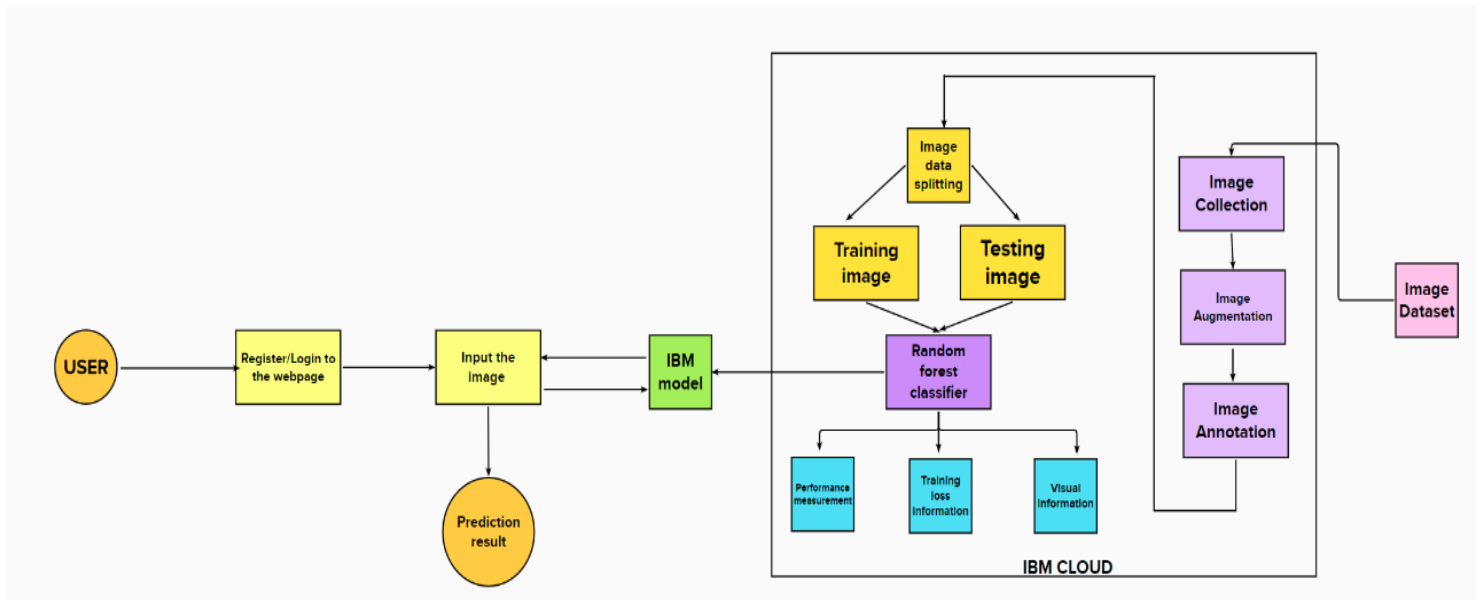 USER
Register/Login to
the webpage
Input the
image
Prediction
result
IBM
model
Image
data
splitting
Training
image
Testing
image
Random
forest
classifier
Performance
measurement
Training
loss
information
Visual
information
IBM CLOUD
Image
Collection
Image
Augmentation
Image
Annotation
Image
Dataset